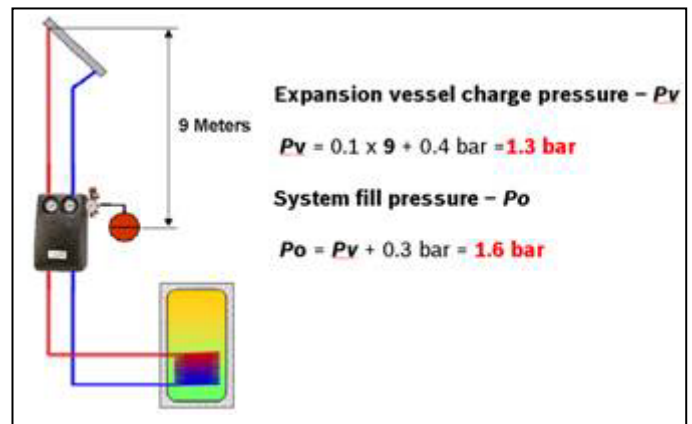 9 Meters
Expansion vessel charge pressure – Pv
Pv = 0.1 x 9 + 0.4 bar =1.3 bar
System fill pressure – Po
Po = Pv + 0.3 bar = 1.6 bar